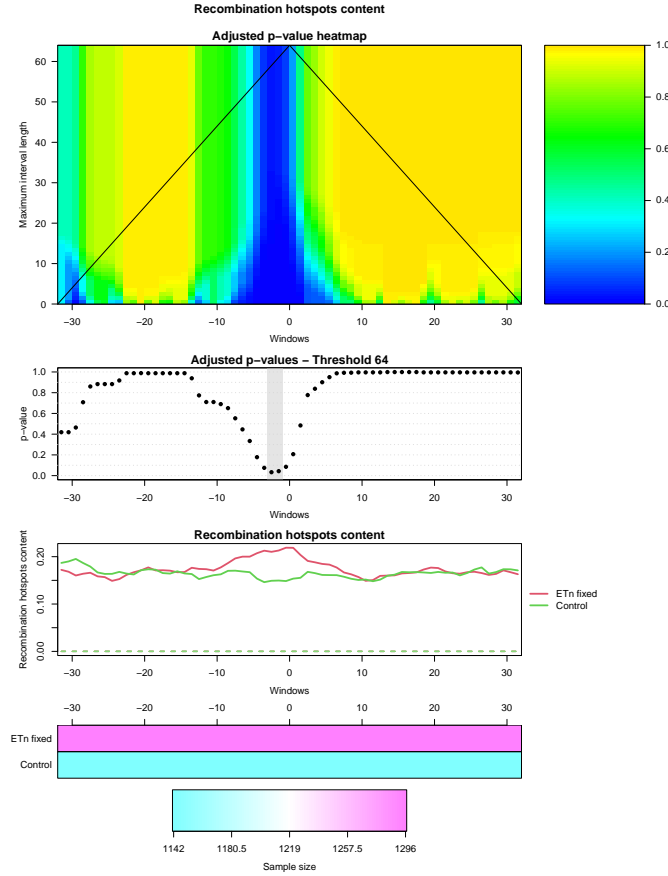 Recombination hotspots content
Adjusted p−value heatmap
Maximum interval length
0 10 20 30 40 50 60
−30 −20 −10 0 10 20 30
Windows
0.0 0.2 0.4 0.6 0.8 1.0
Adjusted p−values − Threshold 64
p−value
0.0 0.2 0.4 0.6 0.8 1.0
−30 −20 −10 0 10 20 30
Windows
Recombination hotspots content
Recombination hotspots content
0.00 0.10 0.20
−30 −20 −10 0 10 20 30
Windows
ETn fixed
Control
−30 −20 −10 0 10 20 30
ETn fixed
Control
1142 1180.5 1219 1257.5 1296
Sample size